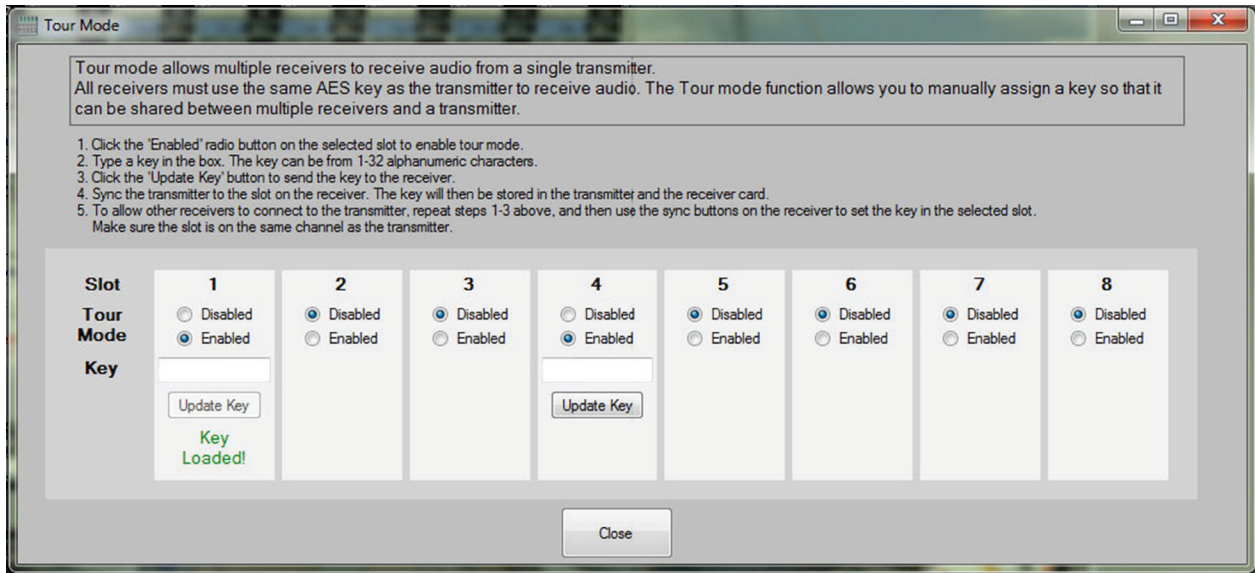 Tour Mode
Tour mode allows multiple receivers to receive audio from a single transmitter.
All receivers must use the same AES key as the transmitter to receive audio. The Tour mode function allows you to manually assign a key so that it
can be shared between multiple receivers and a transmitter.
1. Click the 'Enabled' radio button on the selected slot to enable tour mode.
2. Type a key in the box. The key can be from 1-32 alphanumeric characters.
3. Click the 'Update Key' button to send the key to the receiver.
4. Sync the transmitter to the slot on the receiver. The key will then be stored in the transmitter and the receiver card.
5. To allow other receivers to connect to the transmitter, repeat steps 1-3 above, and then use the sync buttons on the receiver to set the key in the selected slot.
Make sure the slot is on the same channel as the transmitter.
Slot 1 2 3 4 5 6 7 8
Tour Disabled Disabled Disabled Disabled Disabled Disabled Disabled Disabled
Mode Enabled Enabled Enabled Enabled Enabled Enabled Enabled Enabled
Key
Update Key Update Key
Key
Loaded!
Close